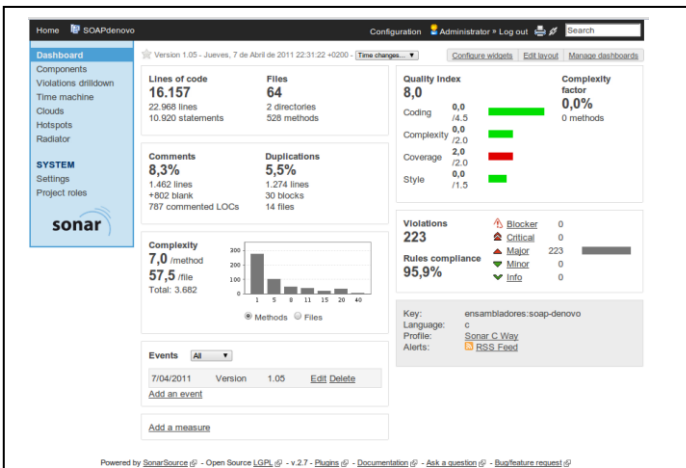 Home SOAPdenovo Configuration Administrator » Log out Search
Dashboard
Components
Violations drilldown
Time machine
Clouds
Hotspots
Radiator
SYSTEM
Settings
Project roles
sonar
Version 1.05 - Jueves, 7 de Abril de 2011 22:31:22 +0200 - Time changes... Configure widgets Edit layout Manage dashboards
Lines of code
16.157
22.968 lines
10.920 statements
Files
64
2 directories
528 methods
Comments
8,3%
1.462 lines
+802 blank
787 commented LOCs
Duplications
5,5%
1.274 lines
30 blocks
14 files
Complexity
7,0 /method
57,5 /file
Total: 3.682
300
200
100
0
1 5 8 11 15 20 40
Methods Files
Events All
7/04/2011 Version 1.05 Edit Delete
Add an event
Add a measure
Quality Index
8,0
Coding 0,0 /4.5
Complexity 0,0 /2.0
Coverage 2,0 /2.0
Style 0,0 /1.5
Complexity
factor
0,0%
0 methods
Violations
223
Rules compliance
95,9%
Blocker 0
Critical 0
Major 223
Minor 0
Info 0
Key: ensambladores:soap-denovo
Language: c
Profile: Sonar C Way
Alerts: RSS Feed
Powered by SonarSource - Open Source LGPL - v.2.7 - Plugins - Documentation - Ask a question - Bug/feature request